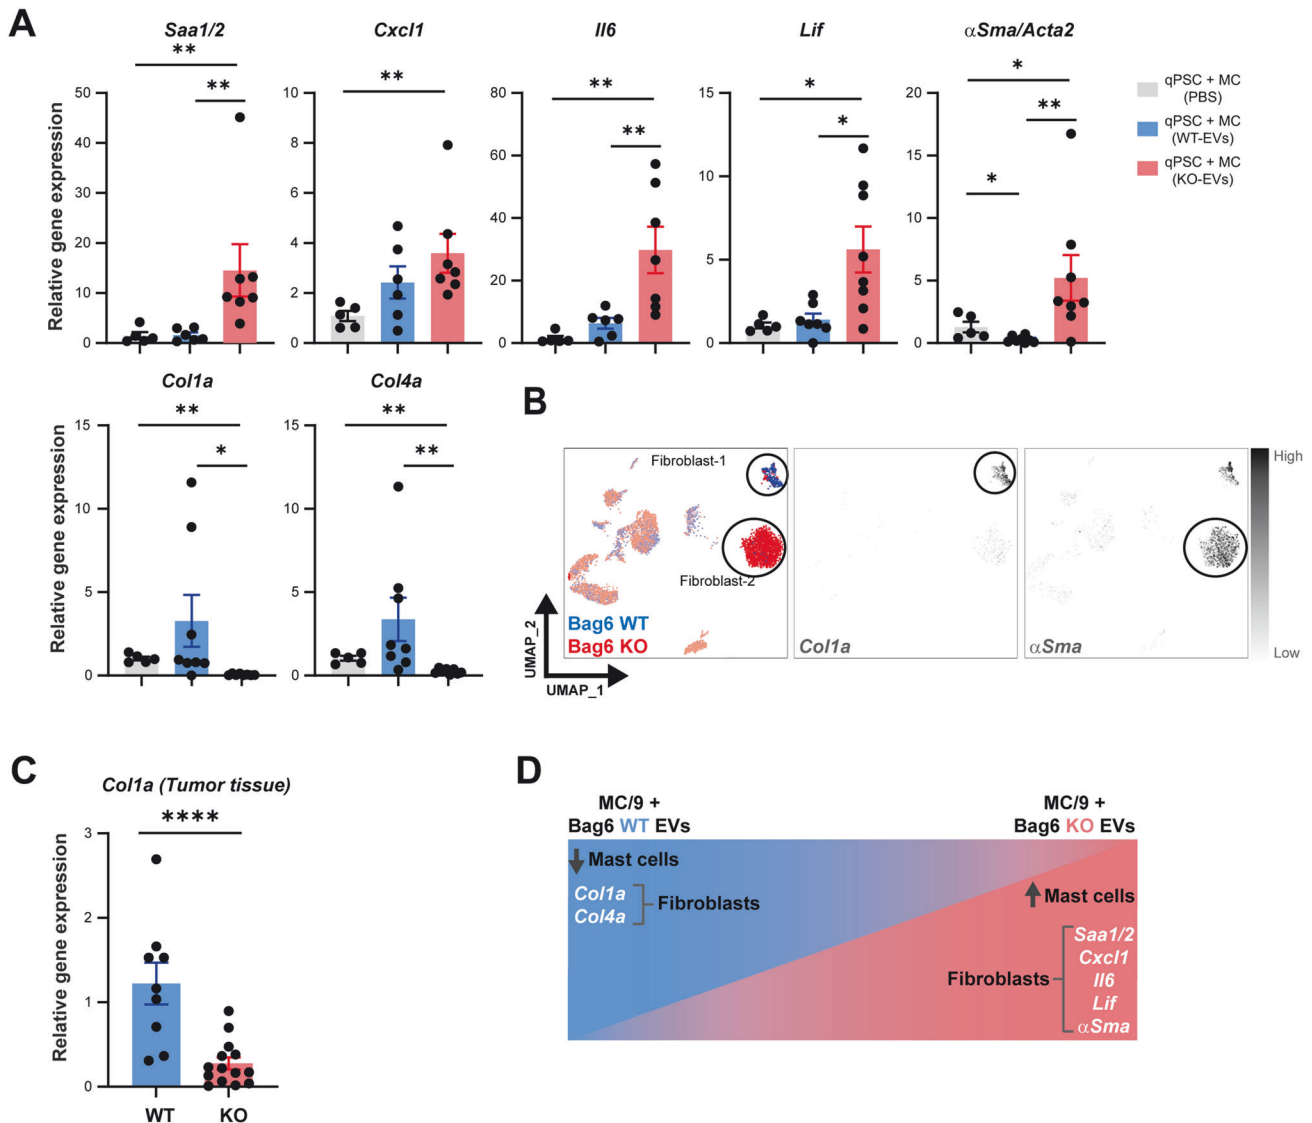 A
Saa1/2
Cxcl1
Il6
Lif
αSma/Acta2
**
**
**
**
**
*
*
*
**
*
Relative gene expression
50
40
30
20
10
0
10
8
6
4
2
0
80
60
40
20
0
15
10
5
0
20
15
10
5
0
qPSC + MC
(PBS)
qPSC + MC
(WT-EVs)
qPSC + MC
(KO-EVs)
Col1a
Col4a
**
*
**
**
Relative gene expression
15
10
5
0
15
10
5
0
B
Fibroblast-1
Fibroblast-2
Bag6 WT
Bag6 KO
Col1a
αSma
High
Low
UMAP_2
UMAP_1
C
Col1a (Tumor tissue)
****
Relative gene expression
3
2
1
0
WT
KO
D
MC/9 +
Bag6 WT EVs
MC/9 +
Bag6 KO EVs
Mast cells
Col1a
Col4a
Fibroblasts
Mast cells
Fibroblasts
Saa1/2
Cxcl1
Il6
Lif
αSma